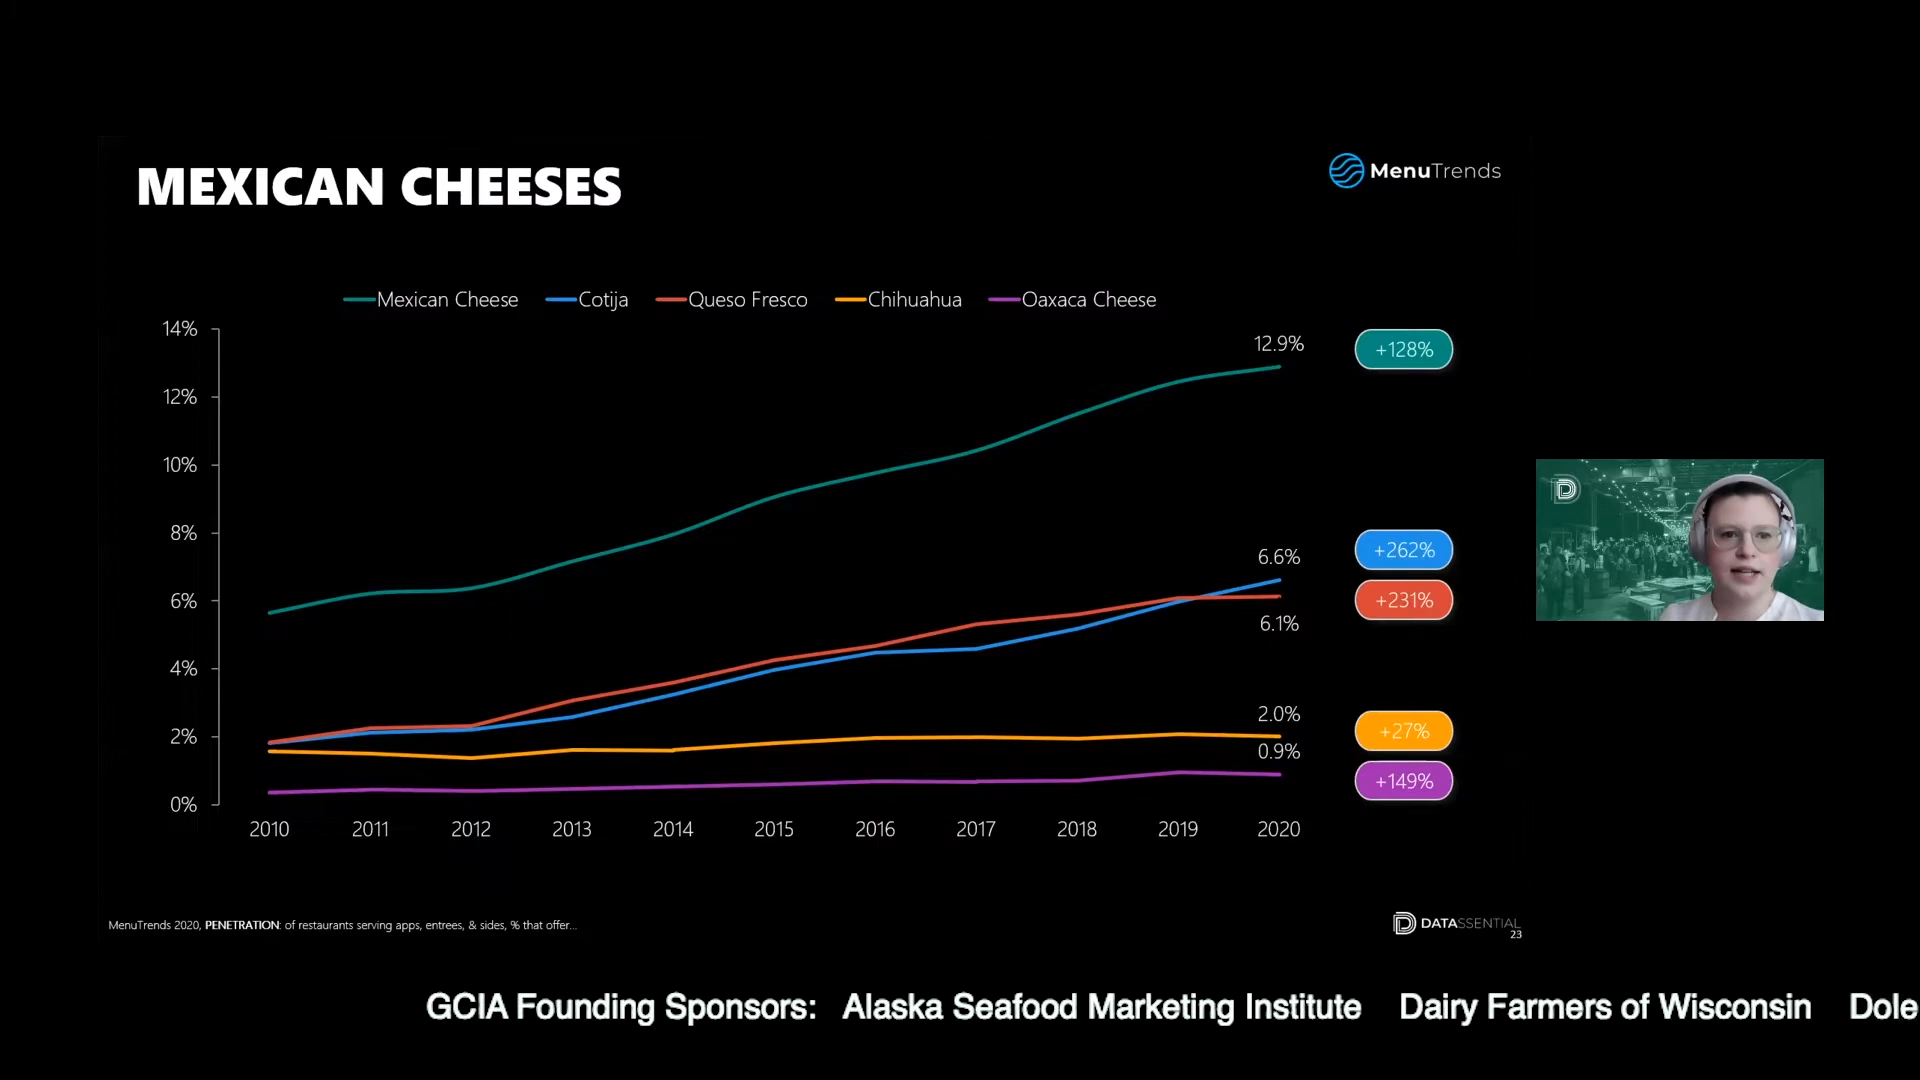 MEXICAN CHEESES
MenuTrends
Mexican Cheese Cotija Queso Fresco Chihuahua Oaxaca Cheese
14%
12%
10%
8%
6%
4%
2%
0%
12.9%
6.6%
6.1%
2.0%
0.9%
+128%
+262%
+231%
+27%
+149%
2010 2011 2012 2013 2014 2015 2016 2017 2018 2019 2020
MenuTrends 2020, PENETRATION: of restaurants serving apps, entrees, & sides, % that offer...
DATASSENTIAL
23
GCIA Founding Sponsors: Alaska Seafood Marketing Institute Dairy Farmers of Wisconsin Dole